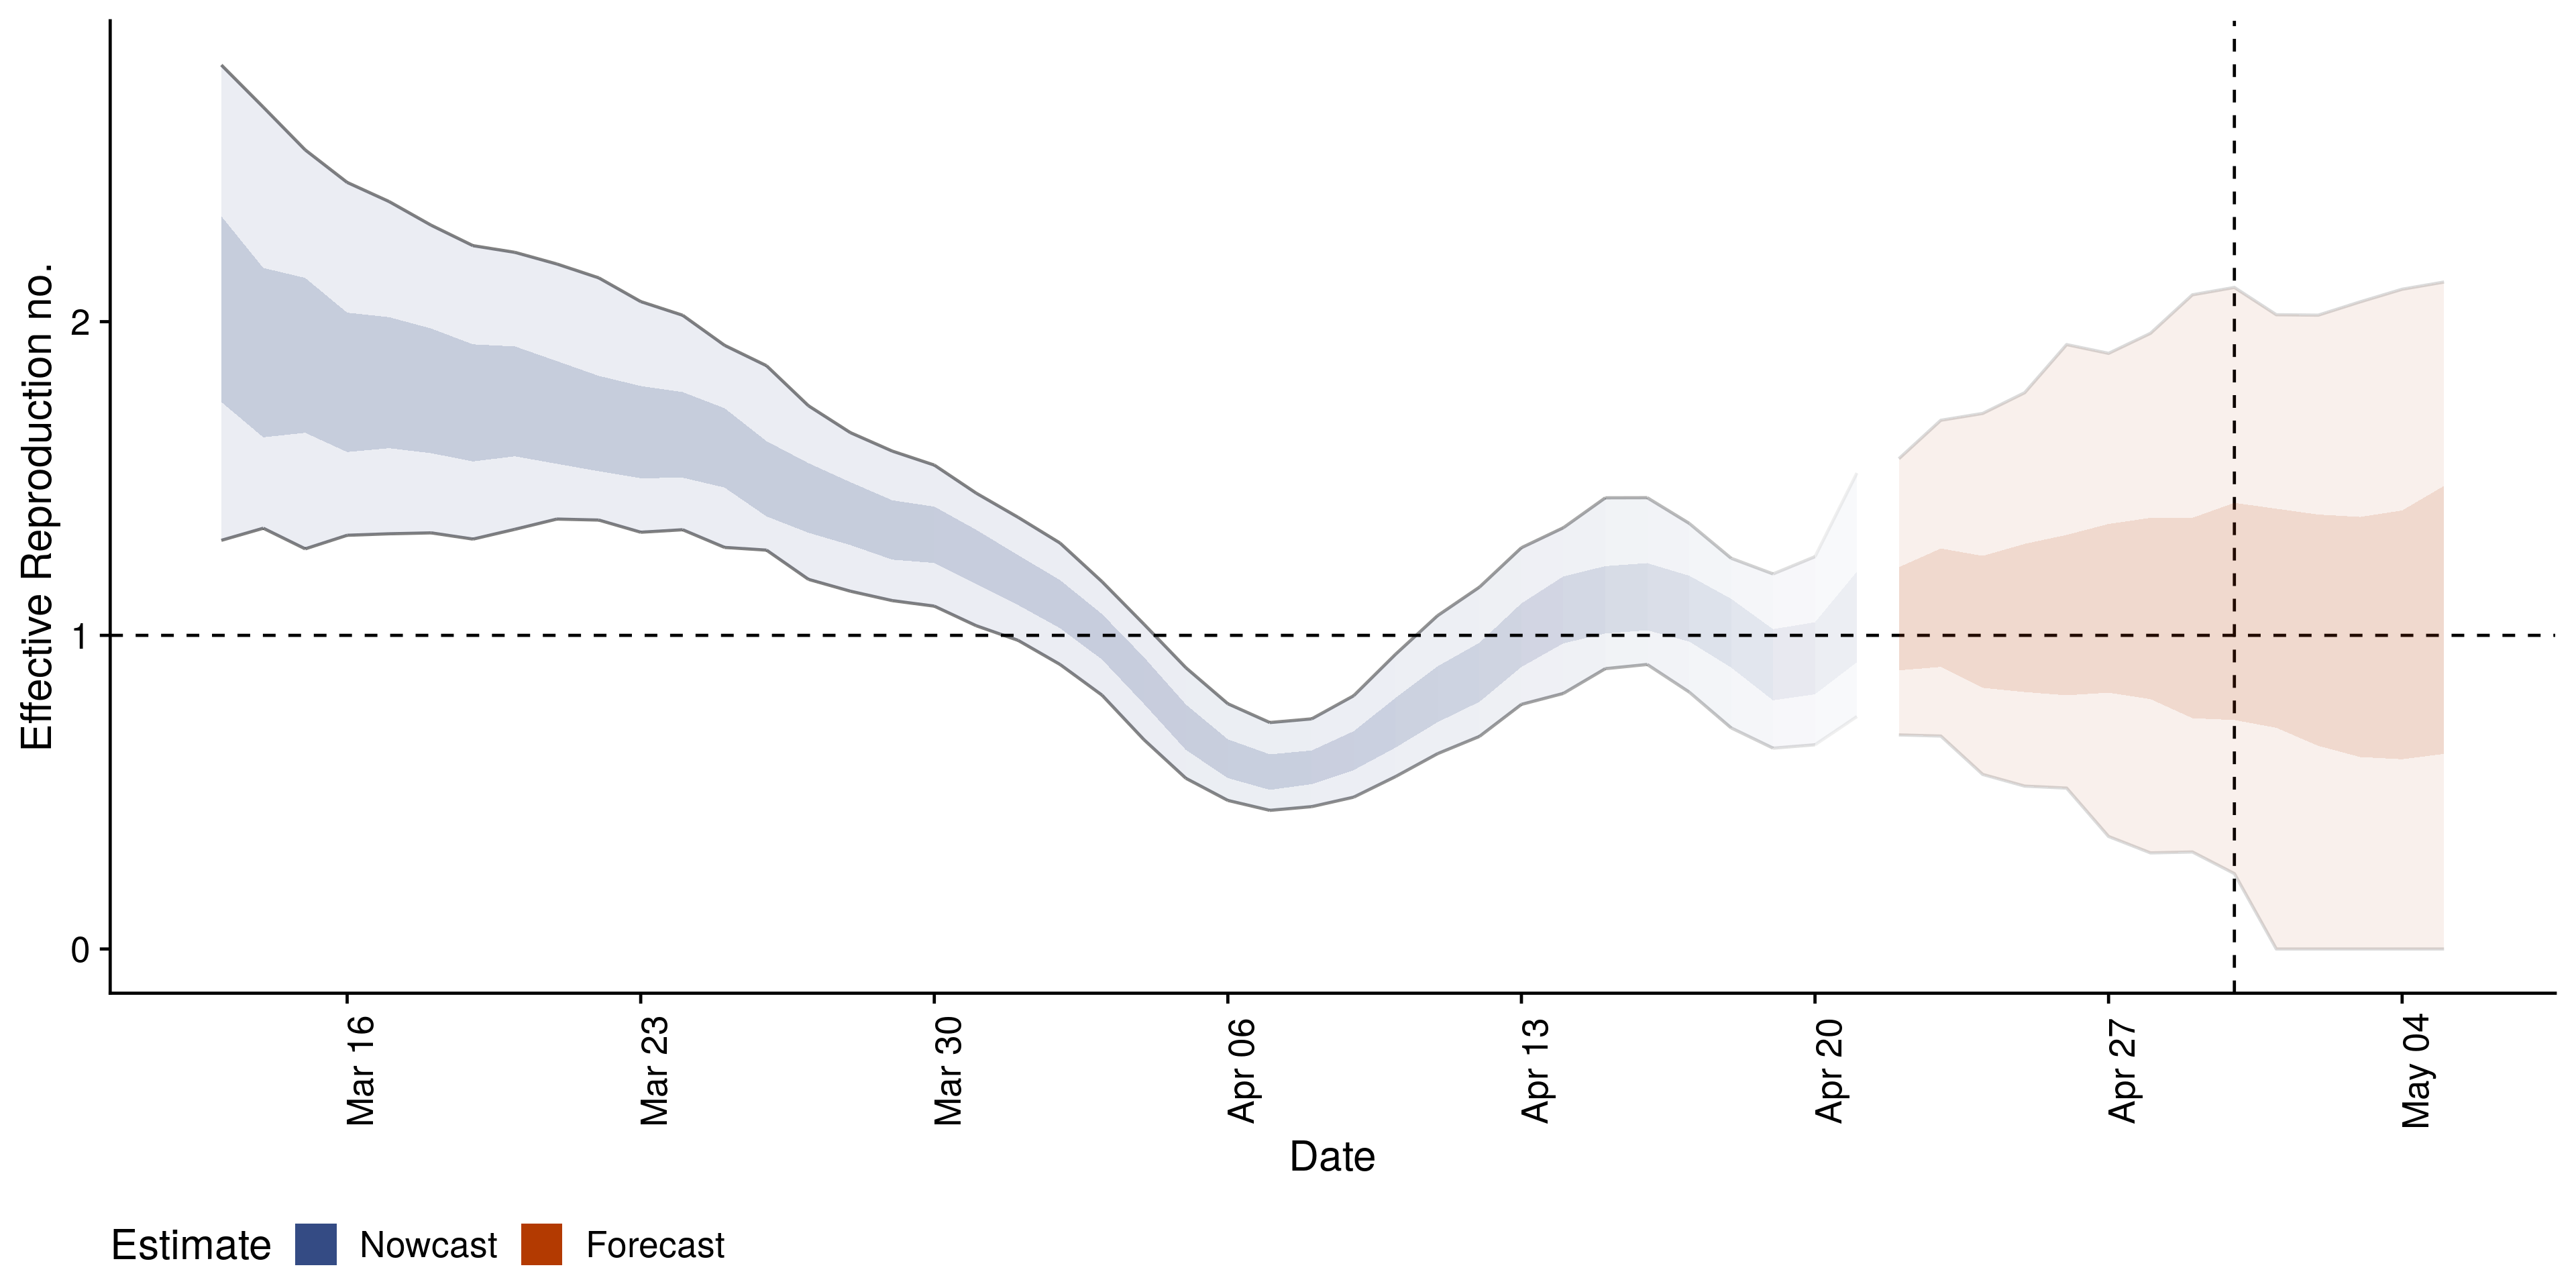 Effective Reproduction no.
2
1
0
Mar 16
Mar 23
Mar 30
Apr 06
Apr 13
Apr 20
Apr 27
May 04
Date
Estimate Nowcast Forecast